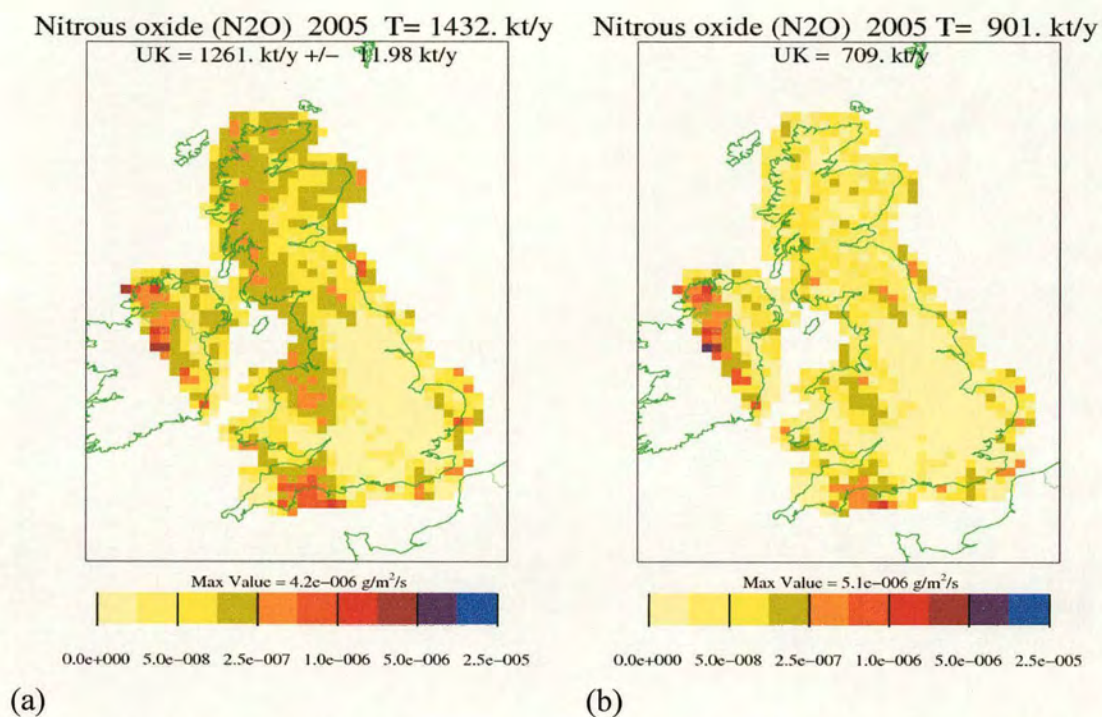 Nitrous oxide (N2O) 2005 T= 1432. kt/y
UK = 1261. kt/y +/− 11.98 kt/y
Max Value = 4.2e−006 g/m²/s
0.0e+000 5.0e−008 2.5e−007 1.0e−006 5.0e−006 2.5e−005
(a)
Nitrous oxide (N2O) 2005 T= 901. kt/y
UK = 709. kt/y
Max Value = 5.1e−006 g/m²/s
0.0e+000 5.0e−008 2.5e−007 1.0e−006 5.0e−006 2.5e−005
(b)